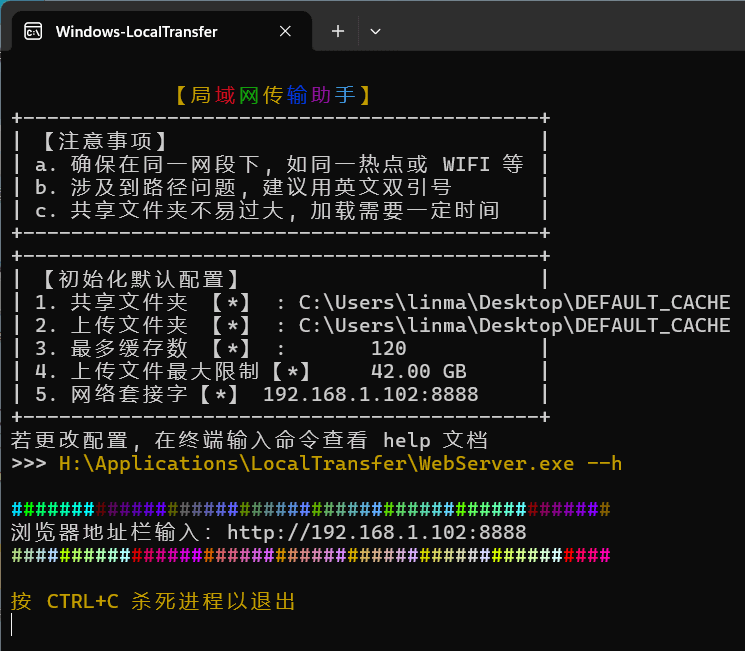 Windows-LocalTransfer
【局域网传输助手】
+-------------------------------------------+
| 【注意事项】 |
| a. 确保在同一网段下, 如同一热点或 WIFI 等 |
| b. 涉及到路径问题, 建议用英文双引号 |
| c. 共享文件夹不易过大, 加载需要一定时间 |
+-------------------------------------------+
+-------------------------------------------+
| 【初始化默认配置】 |
| 1. 共享文件夹 【*】 : C:\Users\linma\Desktop\DEFAULT_CACHE
| 2. 上传文件夹 【*】 : C:\Users\linma\Desktop\DEFAULT_CACHE
| 3. 最多缓存数 【*】 : 120 |
| 4. 上传文件最大限制【*】 42.00 GB |
| 5. 网络套接字【*】 192.168.1.102:8888 |
+-------------------------------------------+
若更改配置, 在终端输入命令查看 help 文档
>>> H:\Applications\LocalTransfer\WebServer.exe --h
##################################################
浏览器地址栏输入: http://192.168.1.102:8888
##################################################
按 CTRL+C 杀死进程以退出